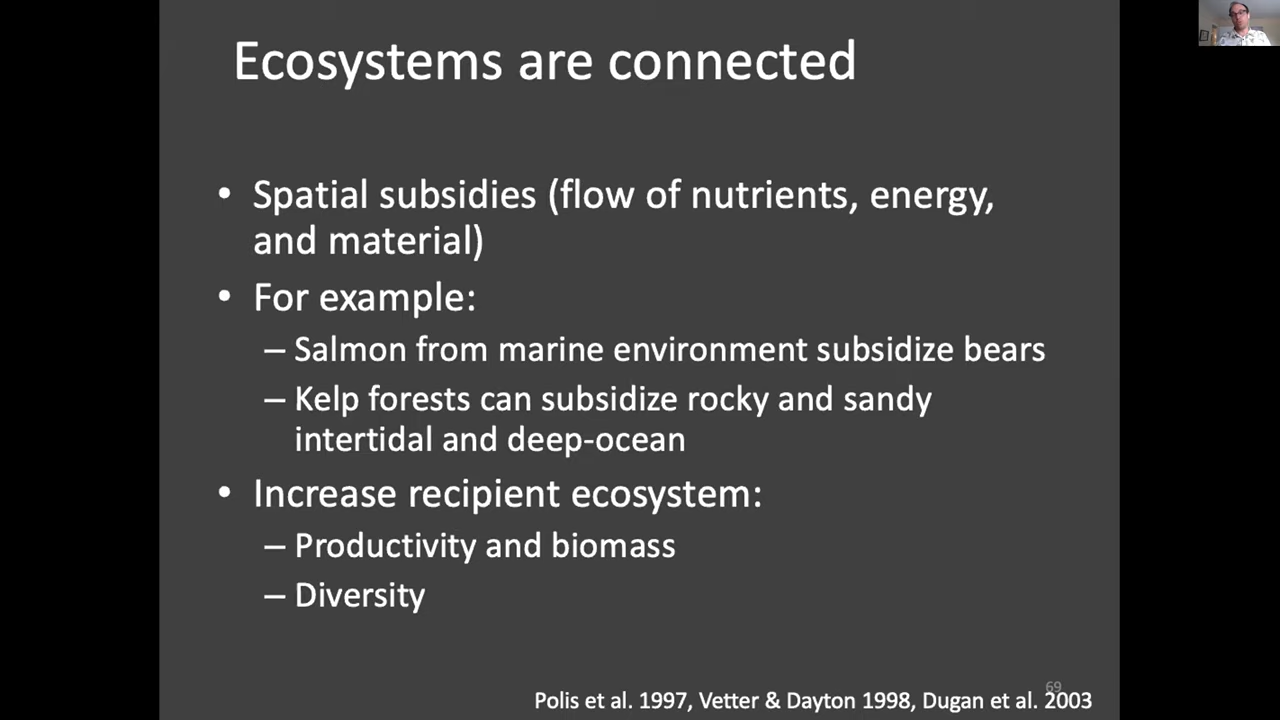 Ecosystems are connected
• Spatial subsidies (flow of nutrients, energy,
and material)
• For example:
– Salmon from marine environment subsidize bears
– Kelp forests can subsidize rocky and sandy
intertidal and deep-ocean
• Increase recipient ecosystem:
– Productivity and biomass
– Diversity
69
Polis et al. 1997, Vetter & Dayton 1998, Dugan et al. 2003